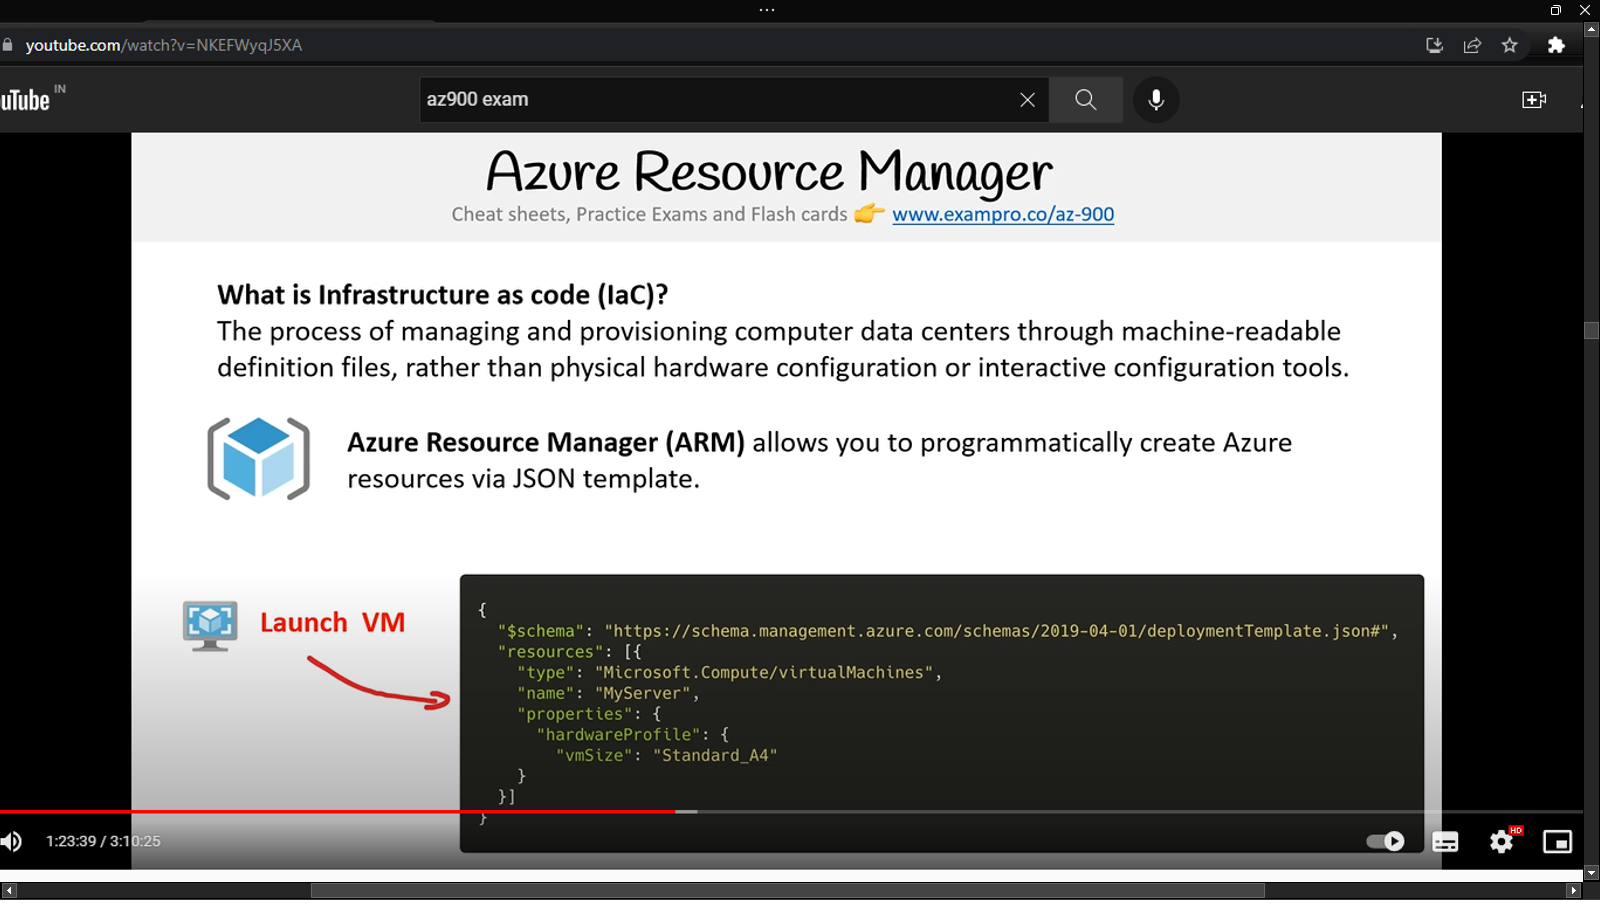 youtube.com/watch?v=NKEFWyqJ5XA
uTube IN
az900 exam
Azure Resource Manager
Cheat sheets, Practice Exams and Flash cards 👉 www.exampro.co/az-900
What is Infrastructure as code (IaC)?
The process of managing and provisioning computer data centers through machine-readable
definition files, rather than physical hardware configuration or interactive configuration tools.
Azure Resource Manager (ARM) allows you to programmatically create Azure
resources via JSON template.
Launch VM
{
"$schema": "https://schema.management.azure.com/schemas/2019-04-01/deploymentTemplate.json#",
"resources": [{
"type": "Microsoft.Compute/virtualMachines",
"name": "MyServer",
"properties": {
"hardwareProfile": {
"vmSize": "Standard_A4"
}
}]
}
1:23:39 / 3:10:25
HD